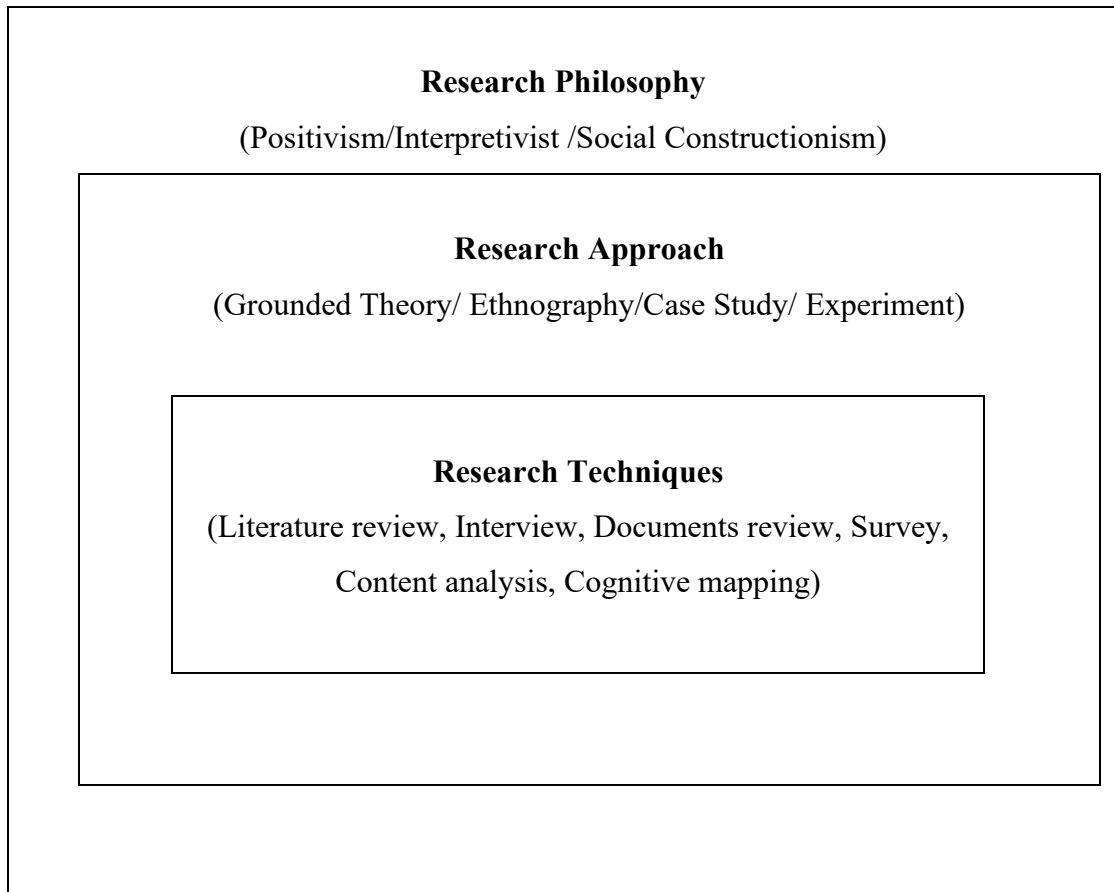 Research Philosophy
(Positivism/Interpretivist /Social Constructionism)
Research Approach
(Grounded Theory/ Ethnography/Case Study/ Experiment)
Research Techniques
(Literature review, Interview, Documents review, Survey,
Content analysis, Cognitive mapping)